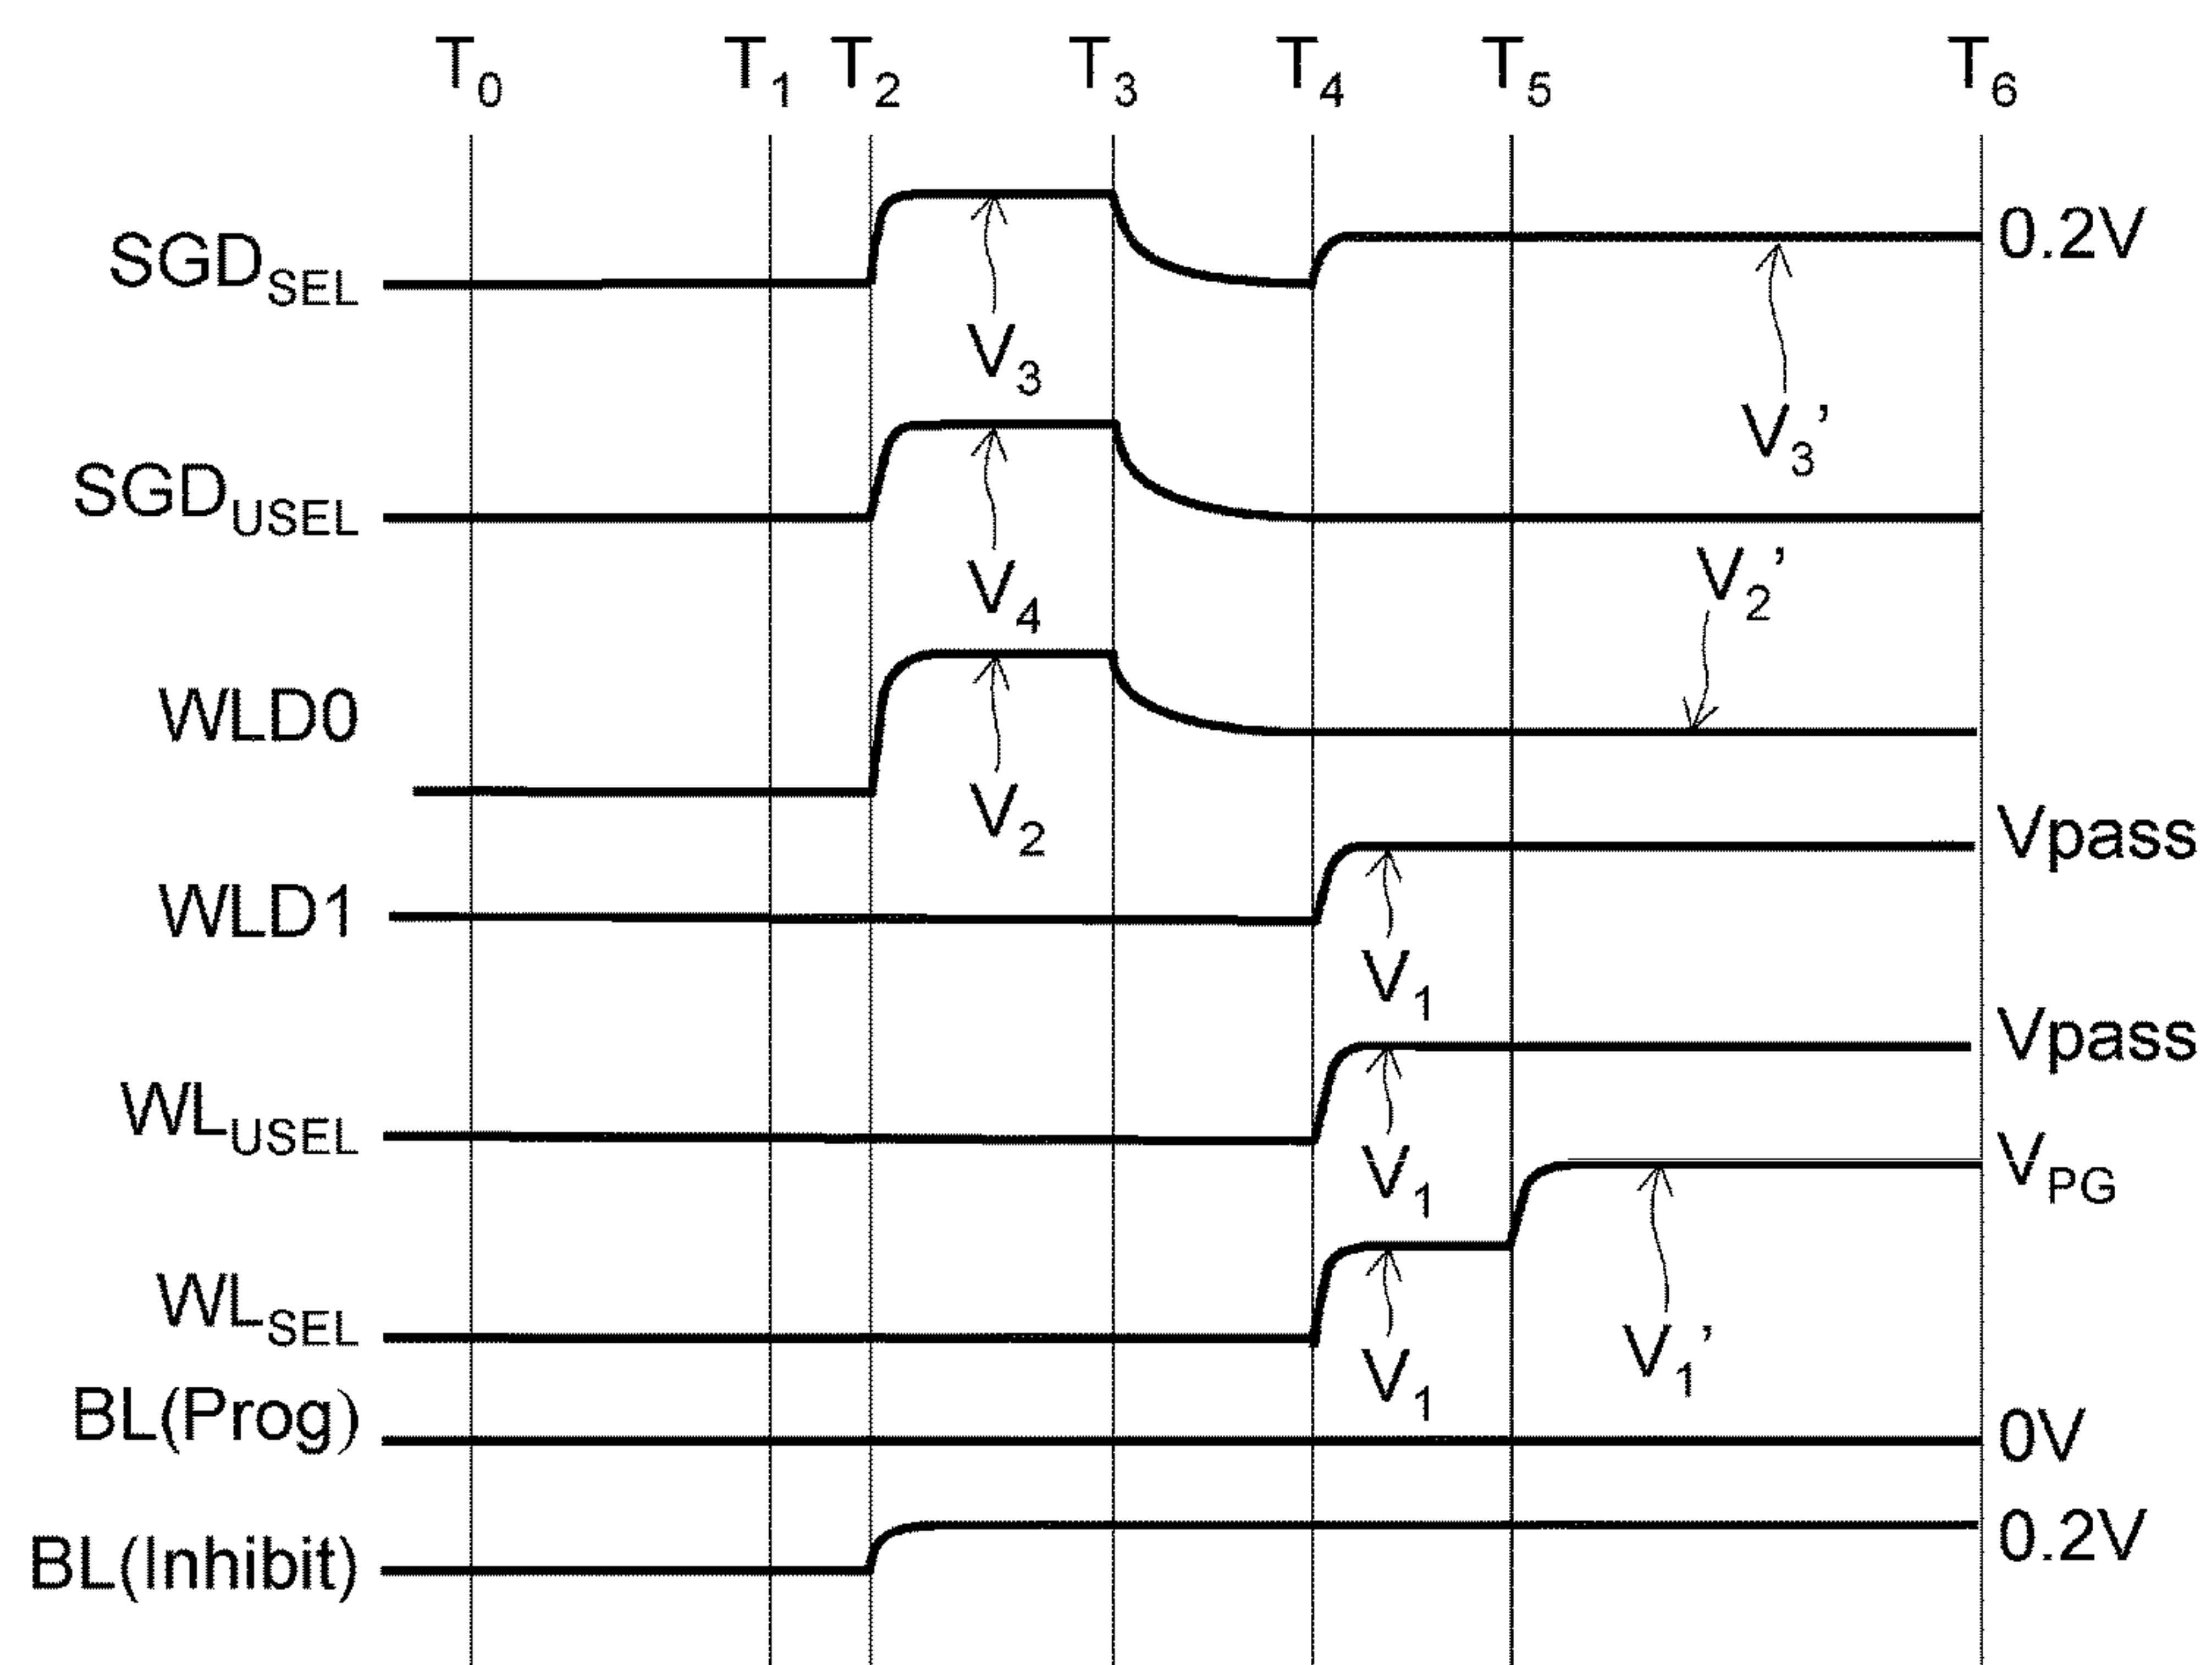 T0 T1 T2 T3 T4 T5 T6
SGDSEL 0.2V
V3
V3’
SGDUSEL
V4
V2’
WLD0
V2
Vpass
WLD1
V1
Vpass
WLUSEL
V1
VPG
WLSEL
V1
V1’
BL(Prog) 0V
BL(Inhibit) 0.2V